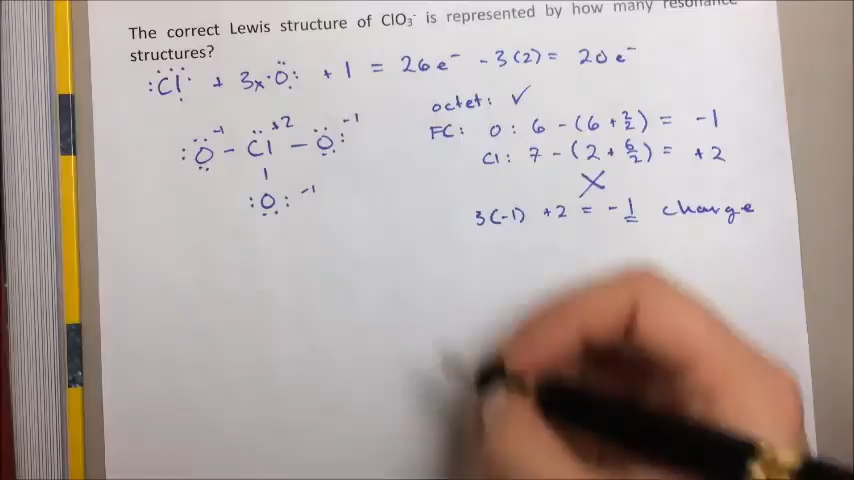 The correct Lewis structure of ClO₃⁻ is represented by how many resonance
structures?
:Cl· + 3x·O: + 1 = 26e⁻ - 3(2) = 20e⁻
octet: ✓
FC: O: 6 - (6 + 2/2) = -1
Cl: 7 - (2 + 6/2) = +2
X
3(-1) +2 = -1 charge
-1 +2 -1
:O - Cl - O:
|
:O: -1